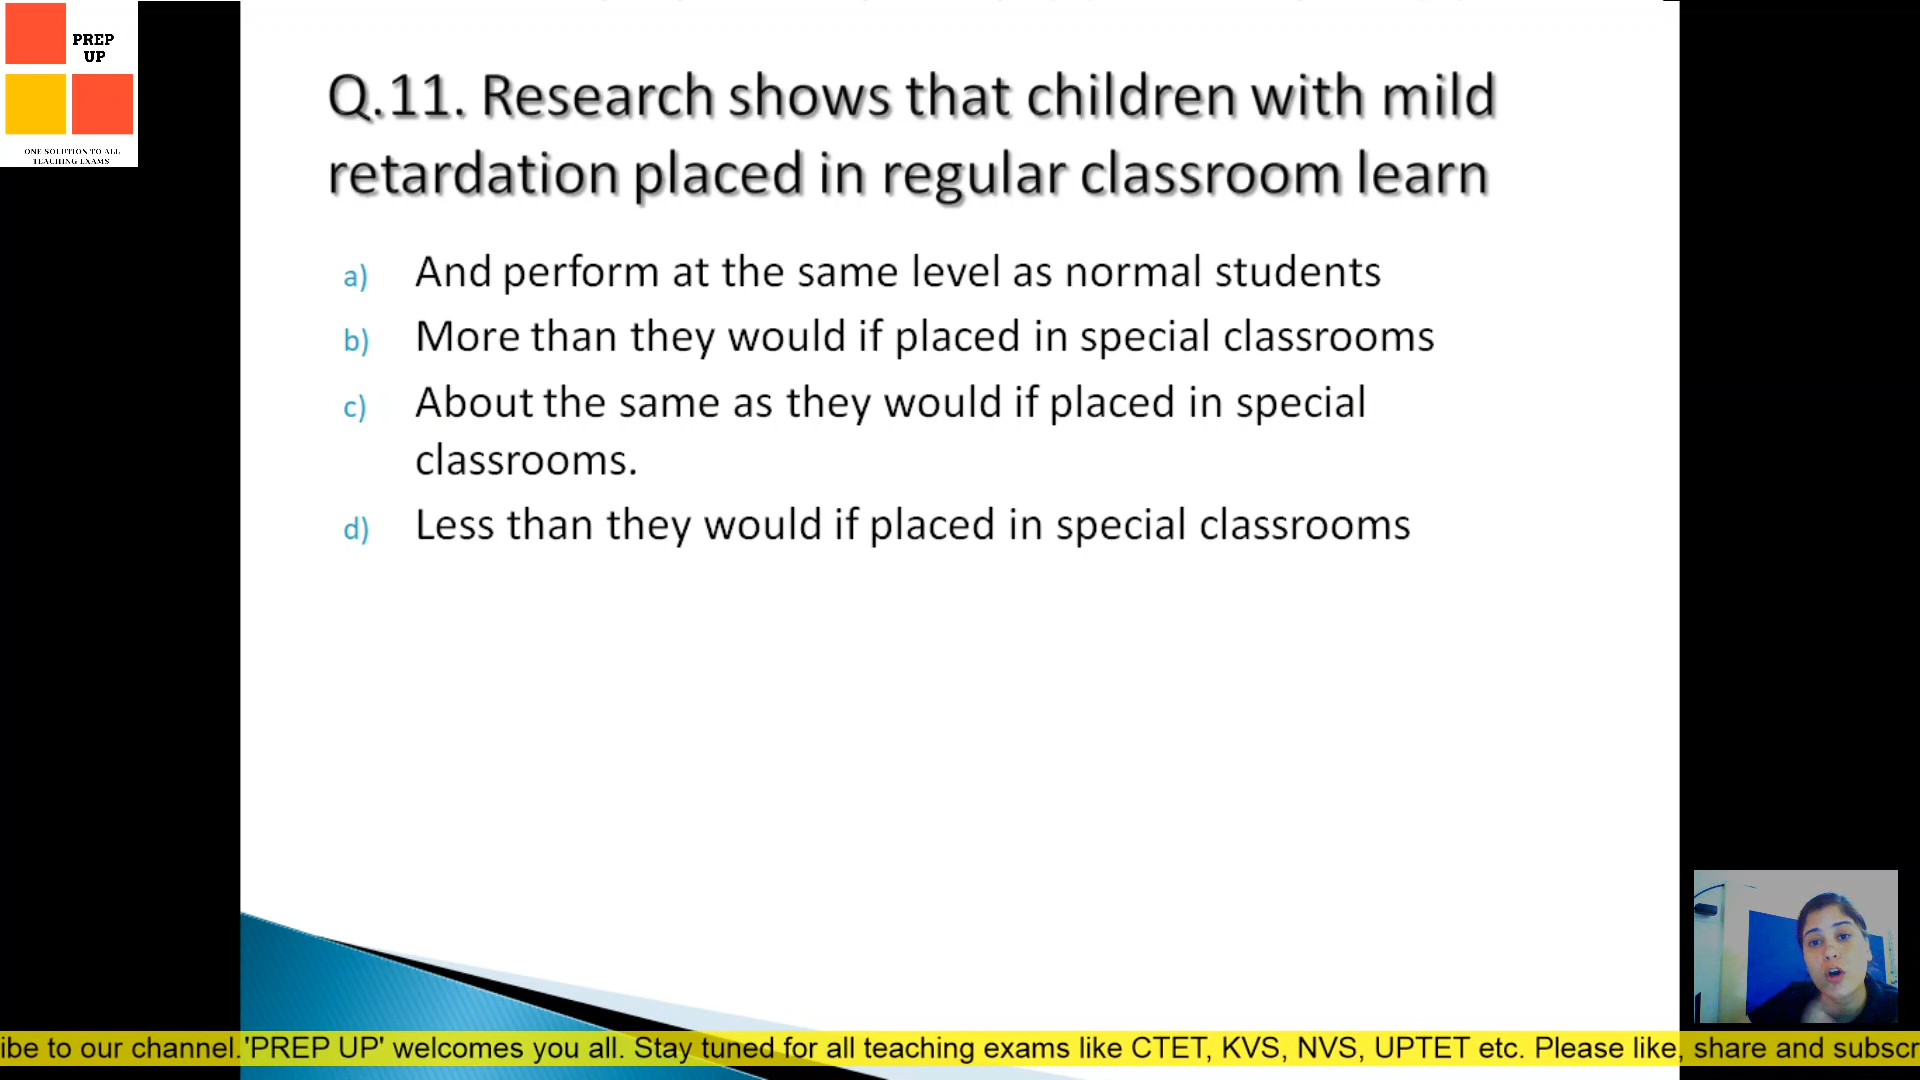 PREP
UP
ONE SOLUTION TO ALL
TEACHING EXAMS
Q.11. Research shows that children with mild
retardation placed in regular classroom learn
a) And perform at the same level as normal students
b) More than they would if placed in special classrooms
c) About the same as they would if placed in special
classrooms.
d) Less than they would if placed in special classrooms
ibe to our channel.'PREP UP' welcomes you all. Stay tuned for all teaching exams like CTET, KVS, NVS, UPTET etc. Please like, share and subscr